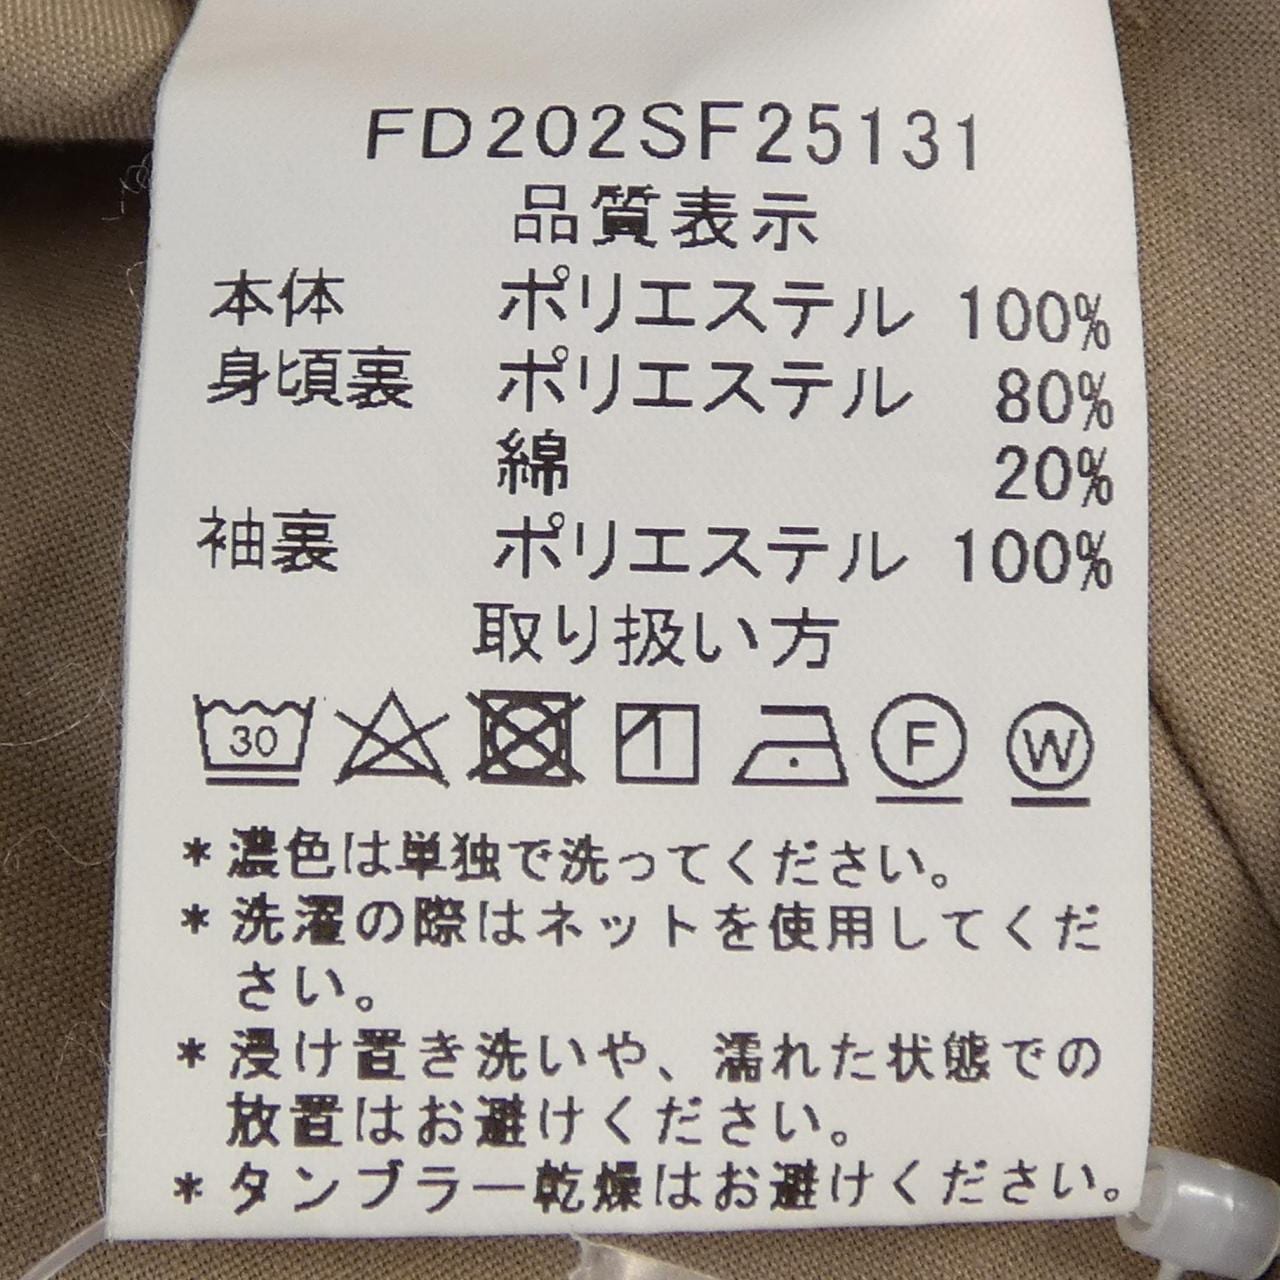 FD202SF25131
品質表示
本体 ポリエステル 100%
身頃裏 ポリエステル 80%
綿 20%
袖裏 ポリエステル 100%
取り扱い方
30 F W
*濃色は単独で洗ってください。
*洗濯の際はネットを使用してくだ
さい。
*浸け置き洗いや、濡れた状態での
放置はお避けください。
*タンブラー乾燥はお避けください。